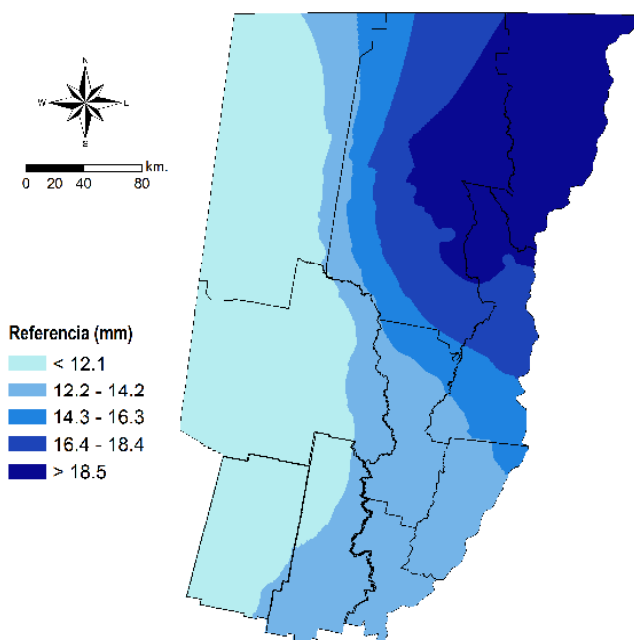 N
W
L
S
km.
0 20 40 80
Referencia (mm)
< 12.1
12.2 - 14.2
14.3 - 16.3
16.4 - 18.4
> 18.5